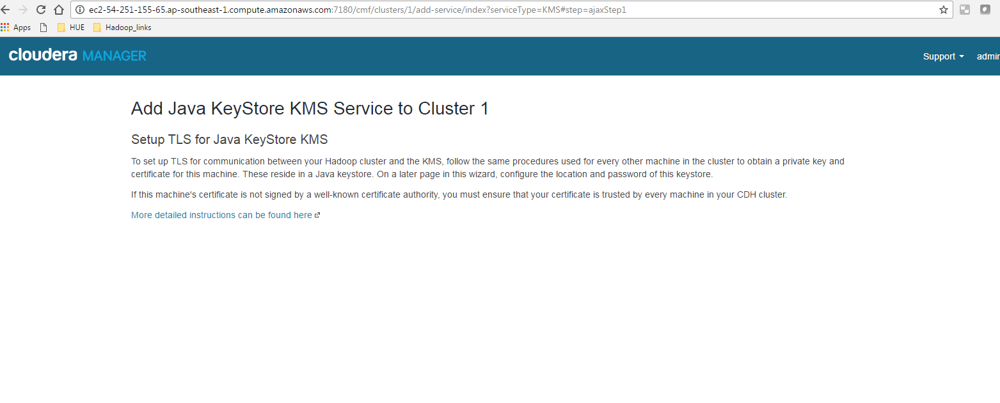 ec2-54-251-155-65.ap-southeast-1.compute.amazonaws.com:7180/cmf/clusters/1/add-service/index?serviceType=KMS#step=ajaxStep1
Apps HUE Hadoop_links
cloudera MANAGER Support admin
Add Java KeyStore KMS Service to Cluster 1
Setup TLS for Java KeyStore KMS
To set up TLS for communication between your Hadoop cluster and the KMS, follow the same procedures used for every other machine in the cluster to obtain a private key and
certificate for this machine. These reside in a Java keystore. On a later page in this wizard, configure the location and password of this keystore.
If this machine's certificate is not signed by a well-known certificate authority, you must ensure that your certificate is trusted by every machine in your CDH cluster.
More detailed instructions can be found here